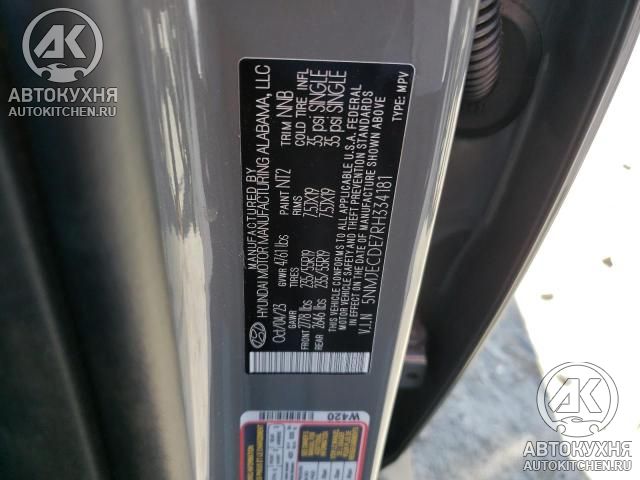 АВТОКУХНЯ
AUTOKITCHEN.RU
MANUFACTURED BY
HYUNDAI MOTOR MANUFACTURING ALABAMA, LLC
Oct/04/23 GVWR 4761 lbs PAINT NT2 TRIM NNB
GAWR TIRES RIMS COLD TIRE INFL
FRONT 2778 lbs 235/55R19 7.5JX19 35 psi SINGLE
REAR 2646 lbs 235/55R19 7.5JX19 35 psi SINGLE
THIS VEHICLE CONFORMS TO ALL APPLICABLE U.S.A. FEDERAL
MOTOR VEHICLE SAFETY AND THEFT PREVENTION STANDARDS
IN EFFECT ON THE DATE OF MANUFACTURE SHOWN ABOVE
V.I.N 5NMJECDE7RH334181 TYPE: MPV
W420
АВТОКУХНЯ
AUTOKITCHEN.RU